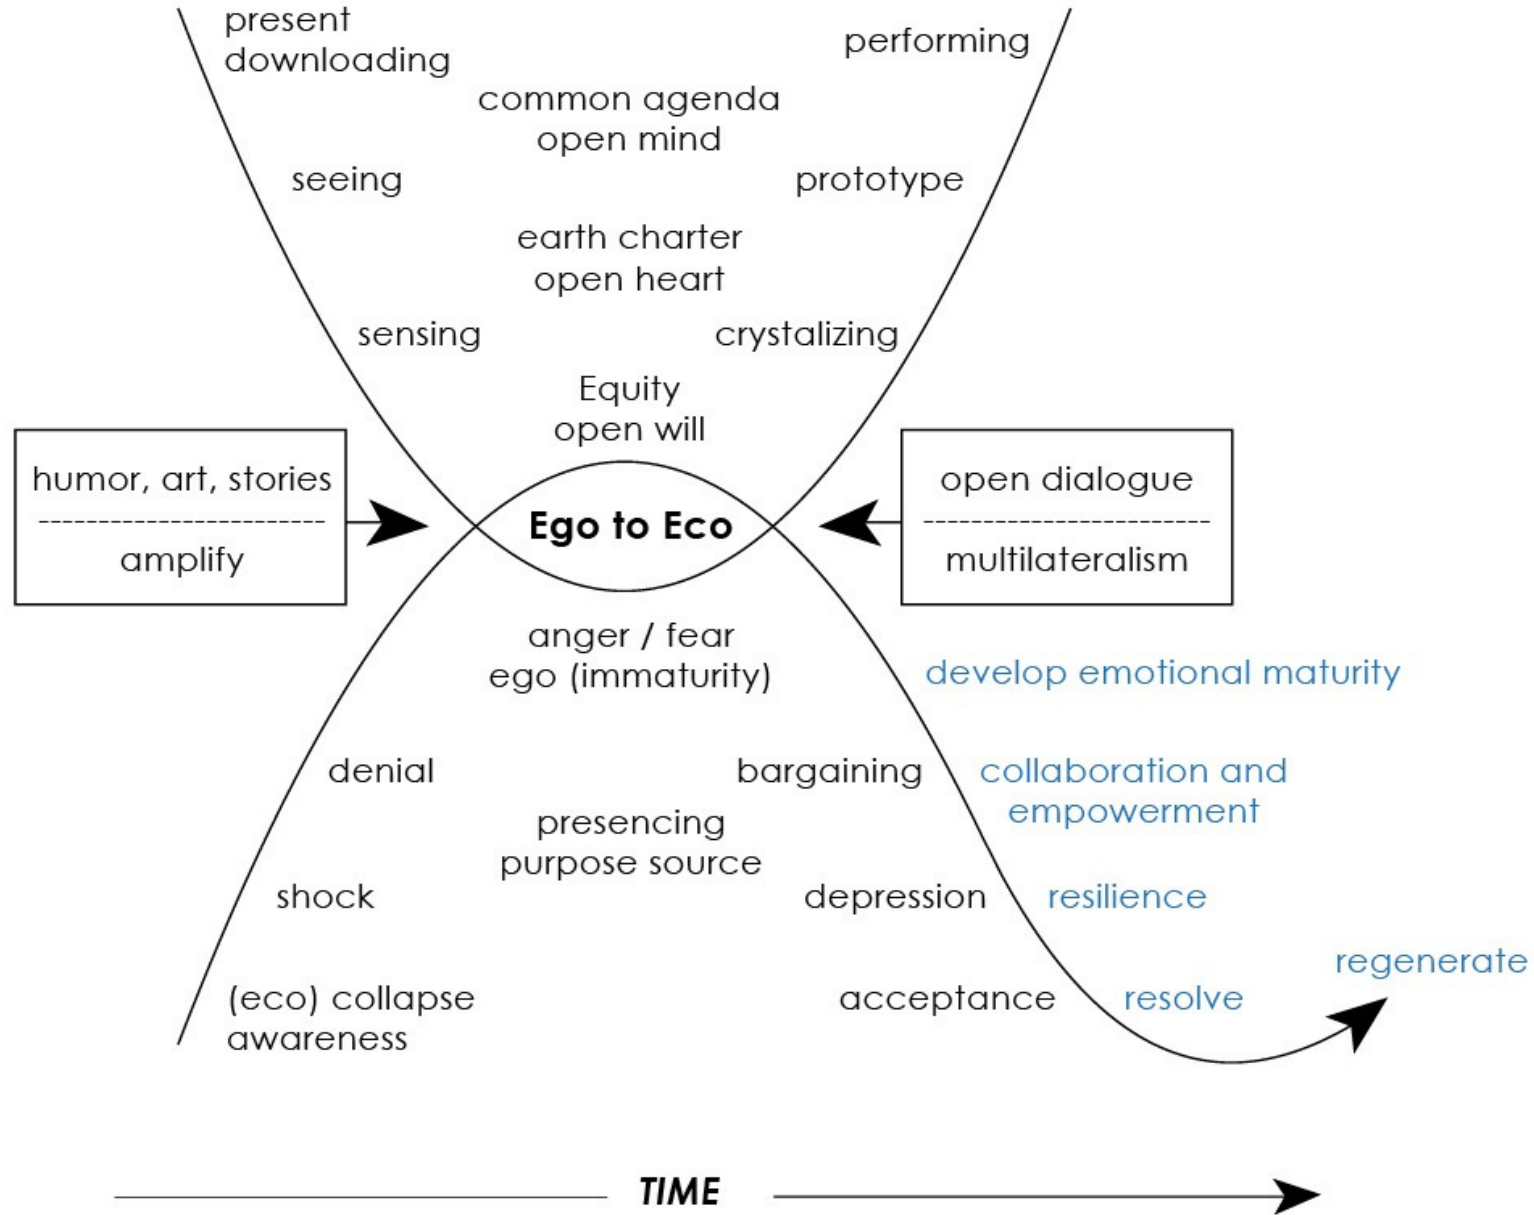 present
downloading
performing
common agenda
open mind
seeing
prototype
earth charter
open heart
sensing
crystalizing
Equity
open will
humor, art, stories
amplify
Ego to Eco
open dialogue
multilateralism
anger / fear
ego (immaturity)
develop emotional maturity
denial
bargaining
collaboration and
empowerment
presencing
purpose source
shock
depression
resilience
regenerate
(eco) collapse
awareness
acceptance
resolve
TIME